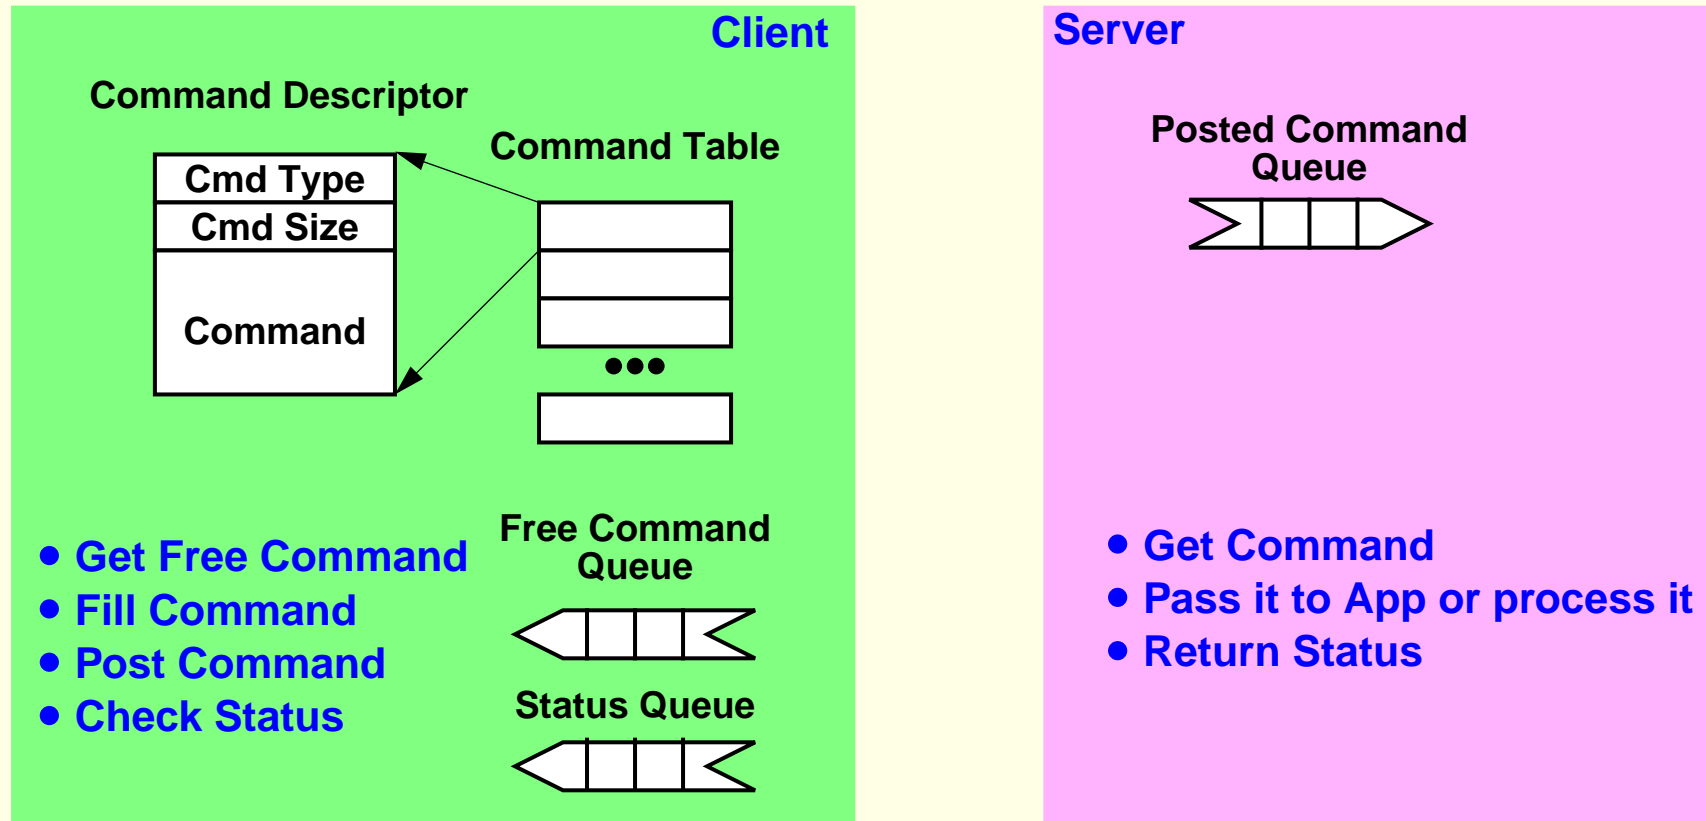 Client
Command Descriptor
Command Table
Cmd Type
Cmd Size
Command
● Get Free Command
● Fill Command
● Post Command
● Check Status
Free Command
Queue
Status Queue
Server
Posted Command
Queue
● Get Command
● Pass it to App or process it
● Return Status